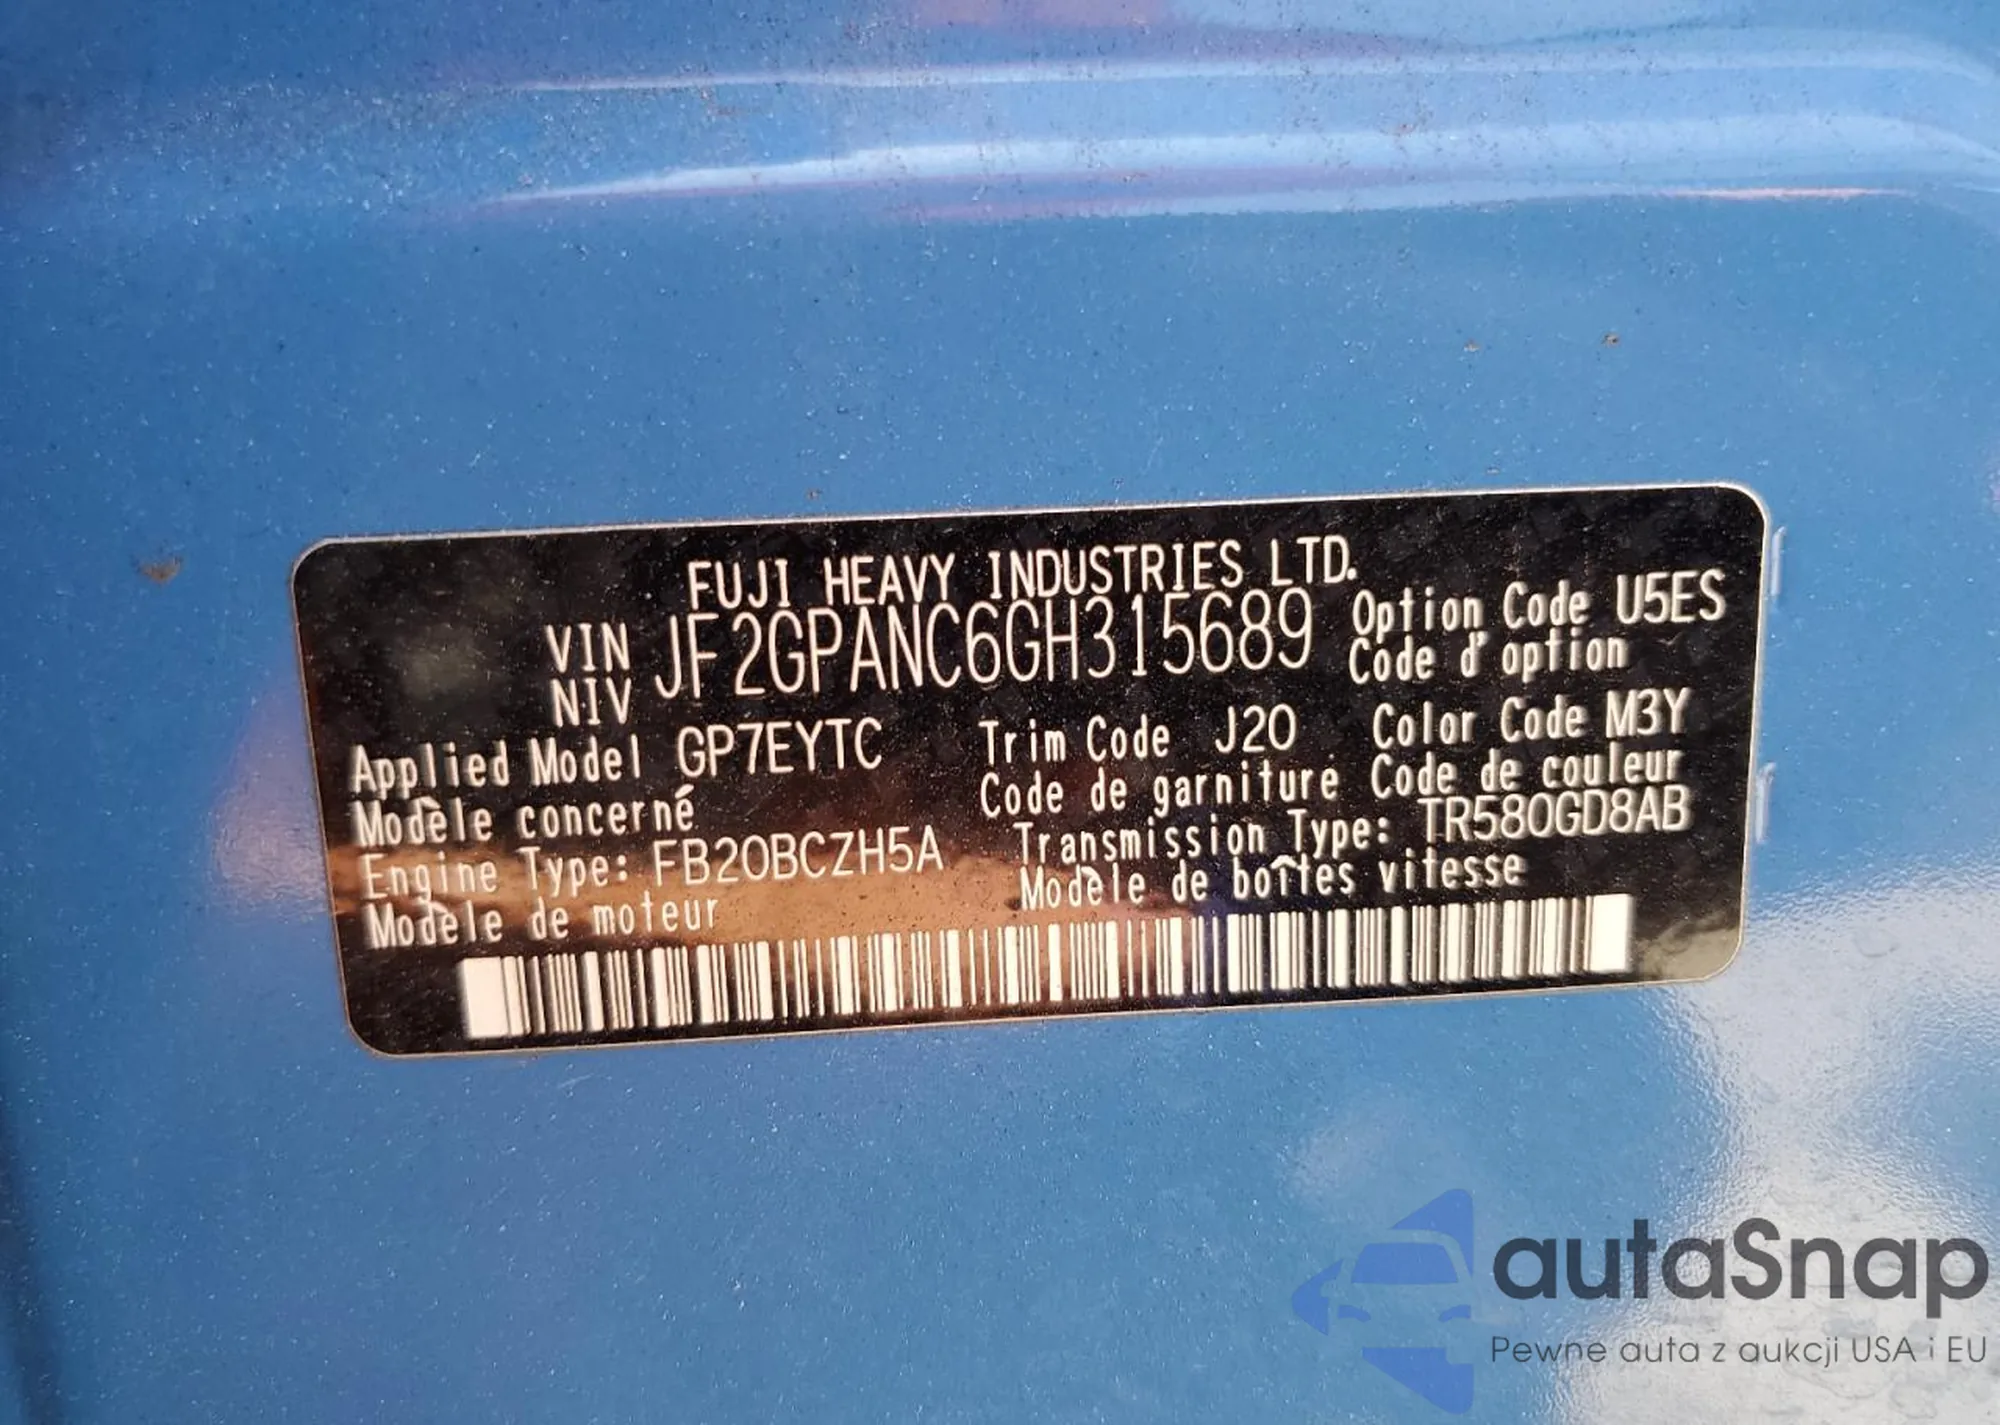 FUJI HEAVY INDUSTRIES LTD.
VIN JF2GPANC6GH315689 Option Code U5ES
NIV Code d'option
Applied Model GP7EYTC Trim Code J20 Color Code M3Y
Modèle concerné Code de garniture Code de couleur
Engine Type: FB20BCZH5A Transmission Type: TR580GD8AB
Modèle de moteur Modèle de boîtes vitesse
autaSnap
Pewne auta z aukcji USA i EU